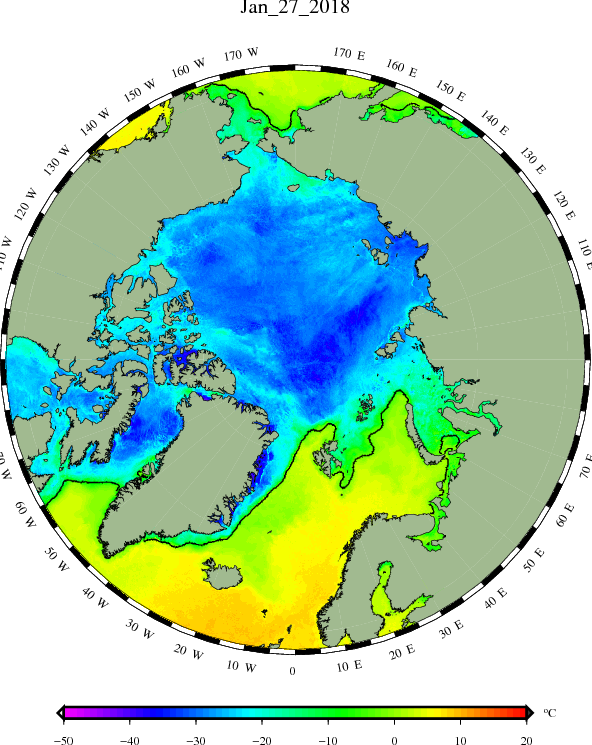 Jan_27_2018
170 W
170 E
160 W
160 E
150 W
150 E
140 W
140 E
130 W
130 E
120 W
120 E
110 E
70 E
60 W
60 E
50 W
50 E
40 W
40 E
30 W
30 E
20 W
20 E
10 W
10 E
0
°C
−50 −40 −30 −20 −10 0 10 20